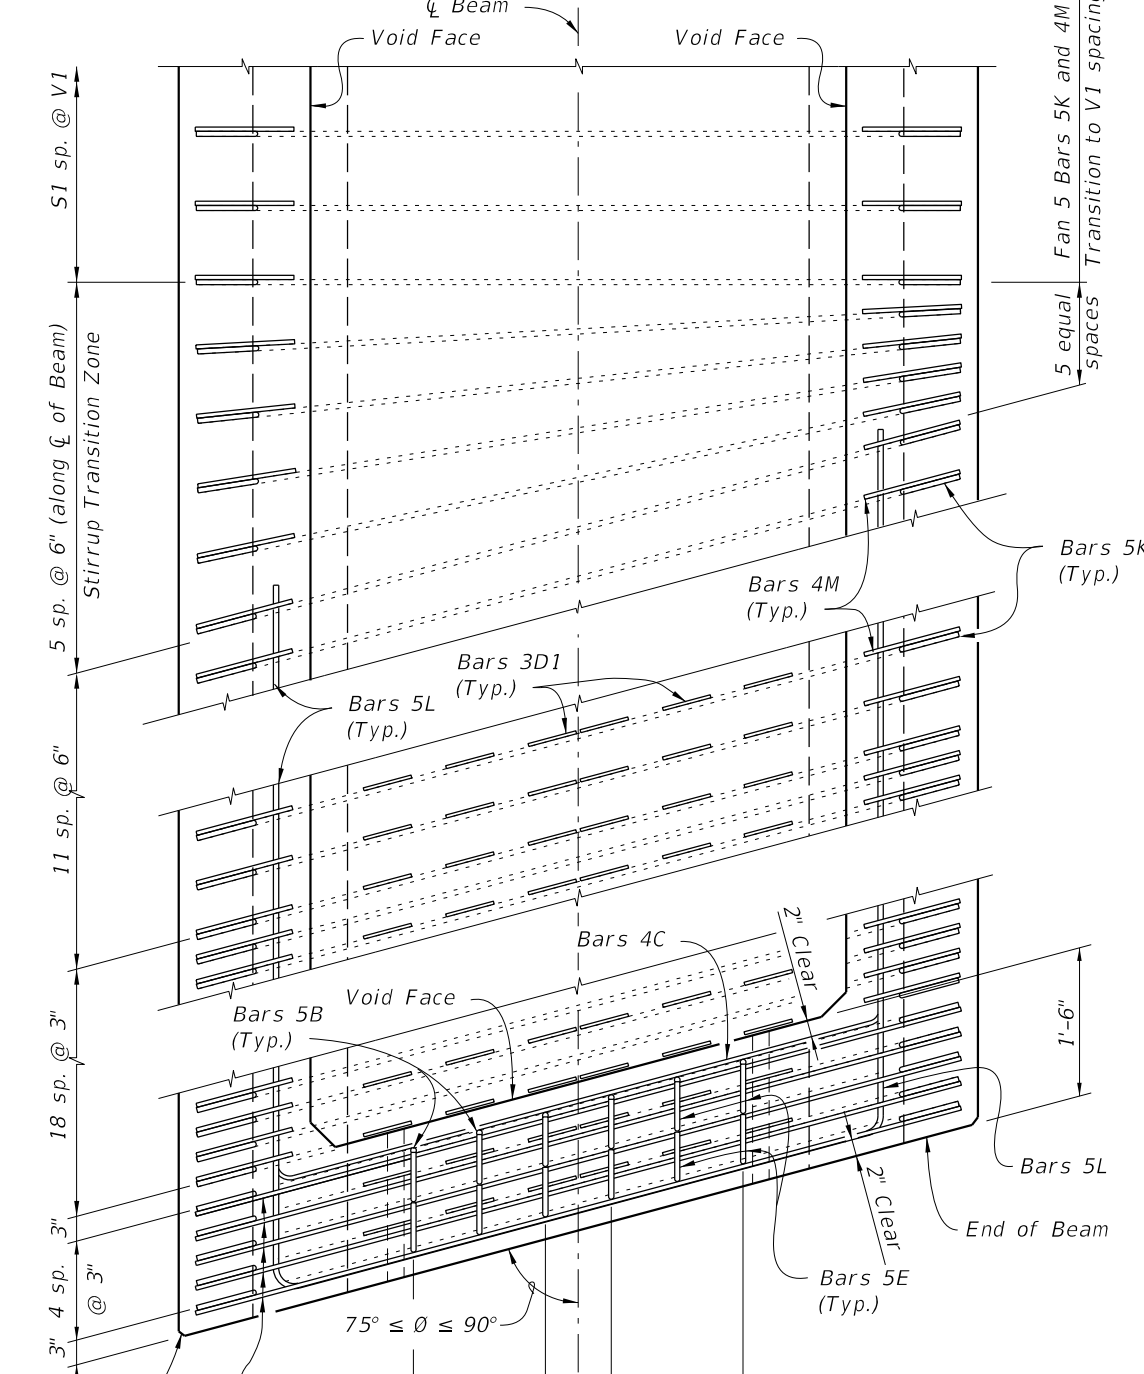 ℄ Beam
Void Face
Void Face
S1 sp. @ V1
Fan 5 Bars 5K and 4M
Transition to V1 spacing
5 equal
spaces
5 sp. @ 6" (along ℄ of Beam)
Stirrup Transition Zone
Bars 5K
(Typ.)
Bars 4M
(Typ.)
Bars 3D1
(Typ.)
Bars 5L
(Typ.)
11 sp. @ 6"
2" Clear
Bars 4C
Void Face
Bars 5B
(Typ.)
1'-6"
18 sp. @ 3"
Bars 5L
2" Clear
End of Beam
3"
Bars 5E
(Typ.)
4 sp.
@ 3"
75° ≤ Ø ≤ 90°
3"